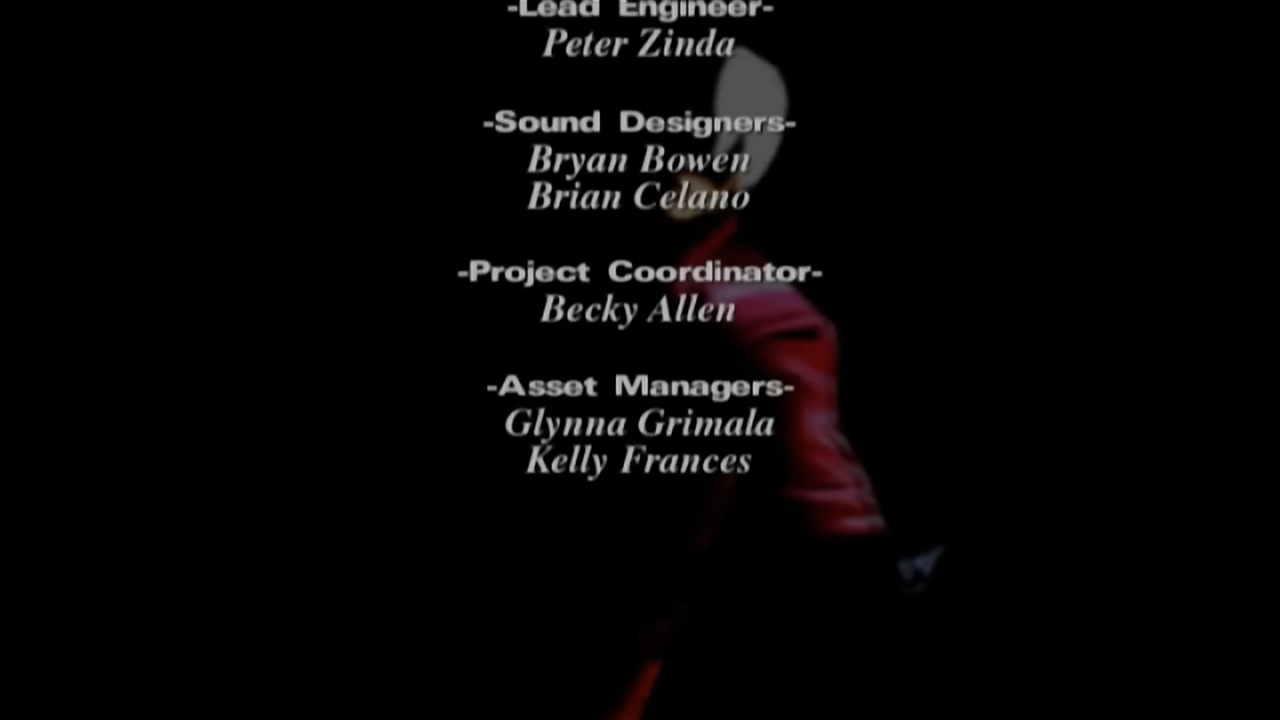 -Lead Engineer-
Peter Zinda
-Sound Designers-
Bryan Bowen
Brian Celano
-Project Coordinator-
Becky Allen
-Asset Managers-
Glynna Grimala
Kelly Frances